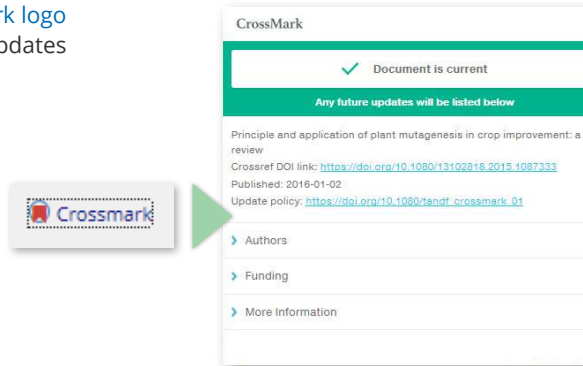 rk logo
pdates
Crossmark
CrossMark
Document is current
Any future updates will be listed below
Principle and application of plant mutagenesis in crop improvement: a
review
Crossref DOI link: https://doi.org/10.1080/13102818.2015.1087333
Published: 2016-01-02
Update policy: https://doi.org/10.1080/tandf_crossmark_01
Authors
Funding
More Information